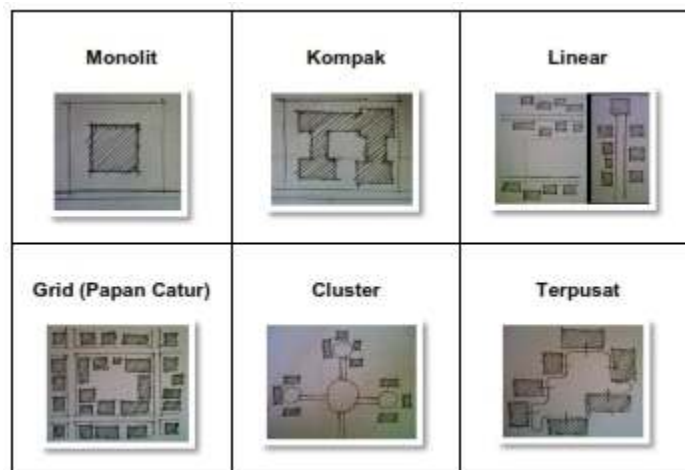 Monolit
Kompak
Linear
Grid (Papan Catur)
Cluster
Terpusat